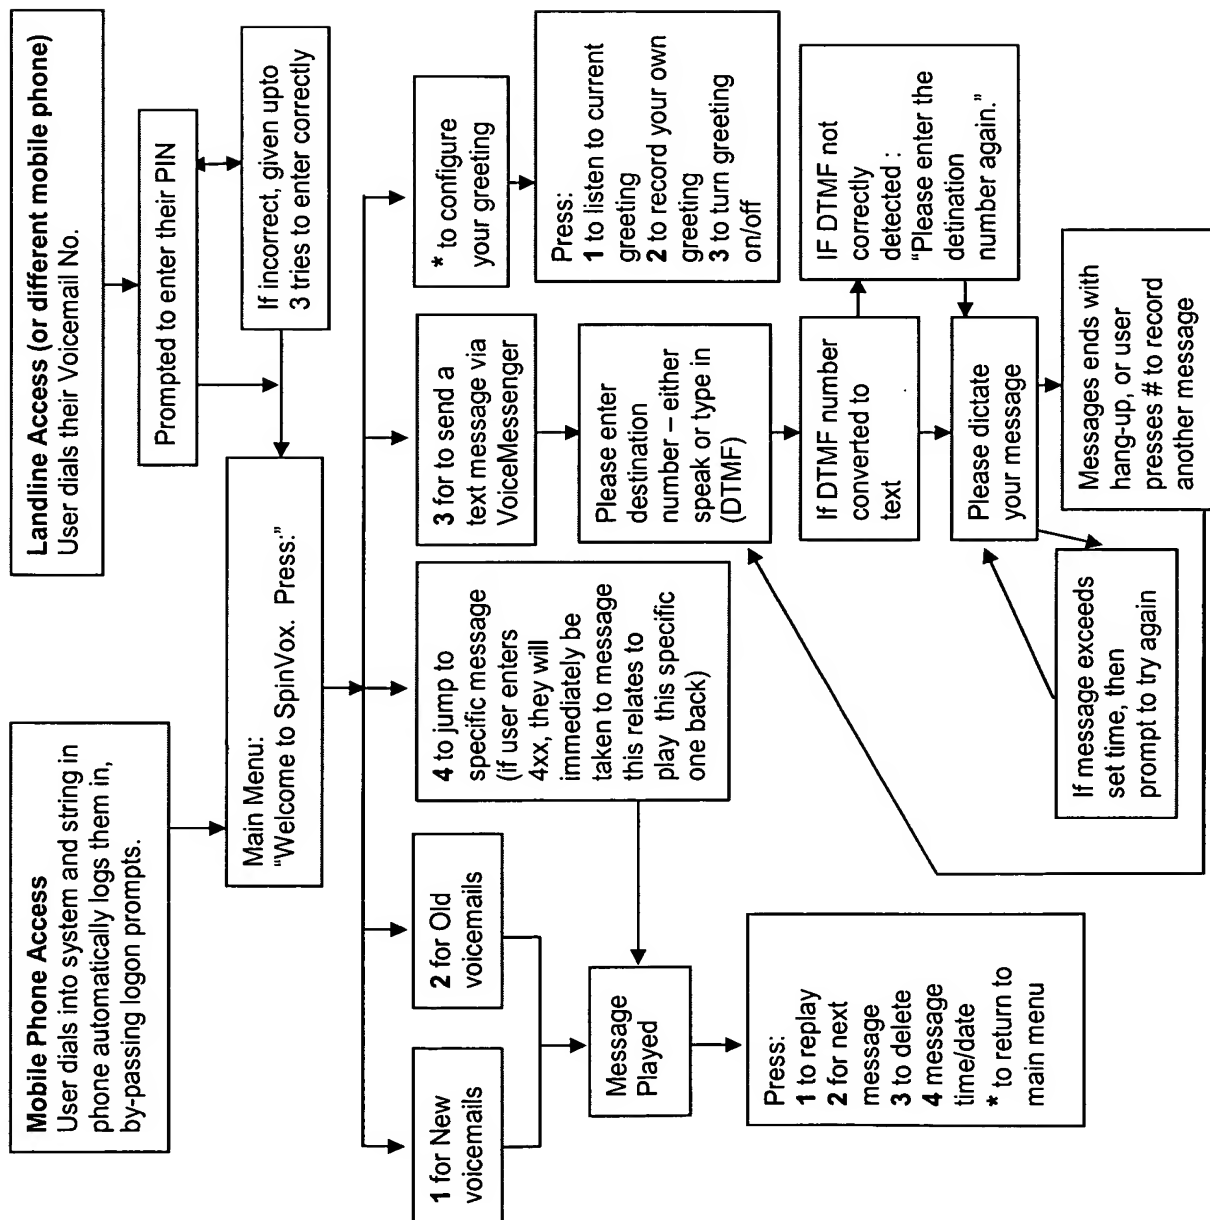 Mobile Phone Access
User dials into system and string in
phone automatically logs them in,
by-passing logon prompts.
Landline Access (or different mobile phone)
User dials their Voicemail No.
Prompted to enter their PIN
If incorrect, given upto
3 tries to enter correctly
Main Menu:
“Welcome to SpinVox. Press:”
1 for New
voicemails
2 for Old
voicemails
4 to jump to
specific message
(if user enters
4xx, they will
immediately be
taken to message
this relates to
play this specific
one back)
3 for to send a
text message via
VoiceMessenger
* to configure
your greeting
Message
Played
Press:
1 to replay
2 for next
message
3 to delete
4 message
time/date
* to return to
main menu
Please enter
destination
number – either
speak or type in
(DTMF)
Press:
1 to listen to current
greeting
2 to record your own
greeting
3 to turn greeting
on/off
If DTMF number
converted to
text
IF DTMF not
correctly
detected :
“Please enter the
detination
number again.”
Please dictate
your message
If message exceeds
set time, then
prompt to try again
Messages ends with
hang-up, or user
presses # to record
another message